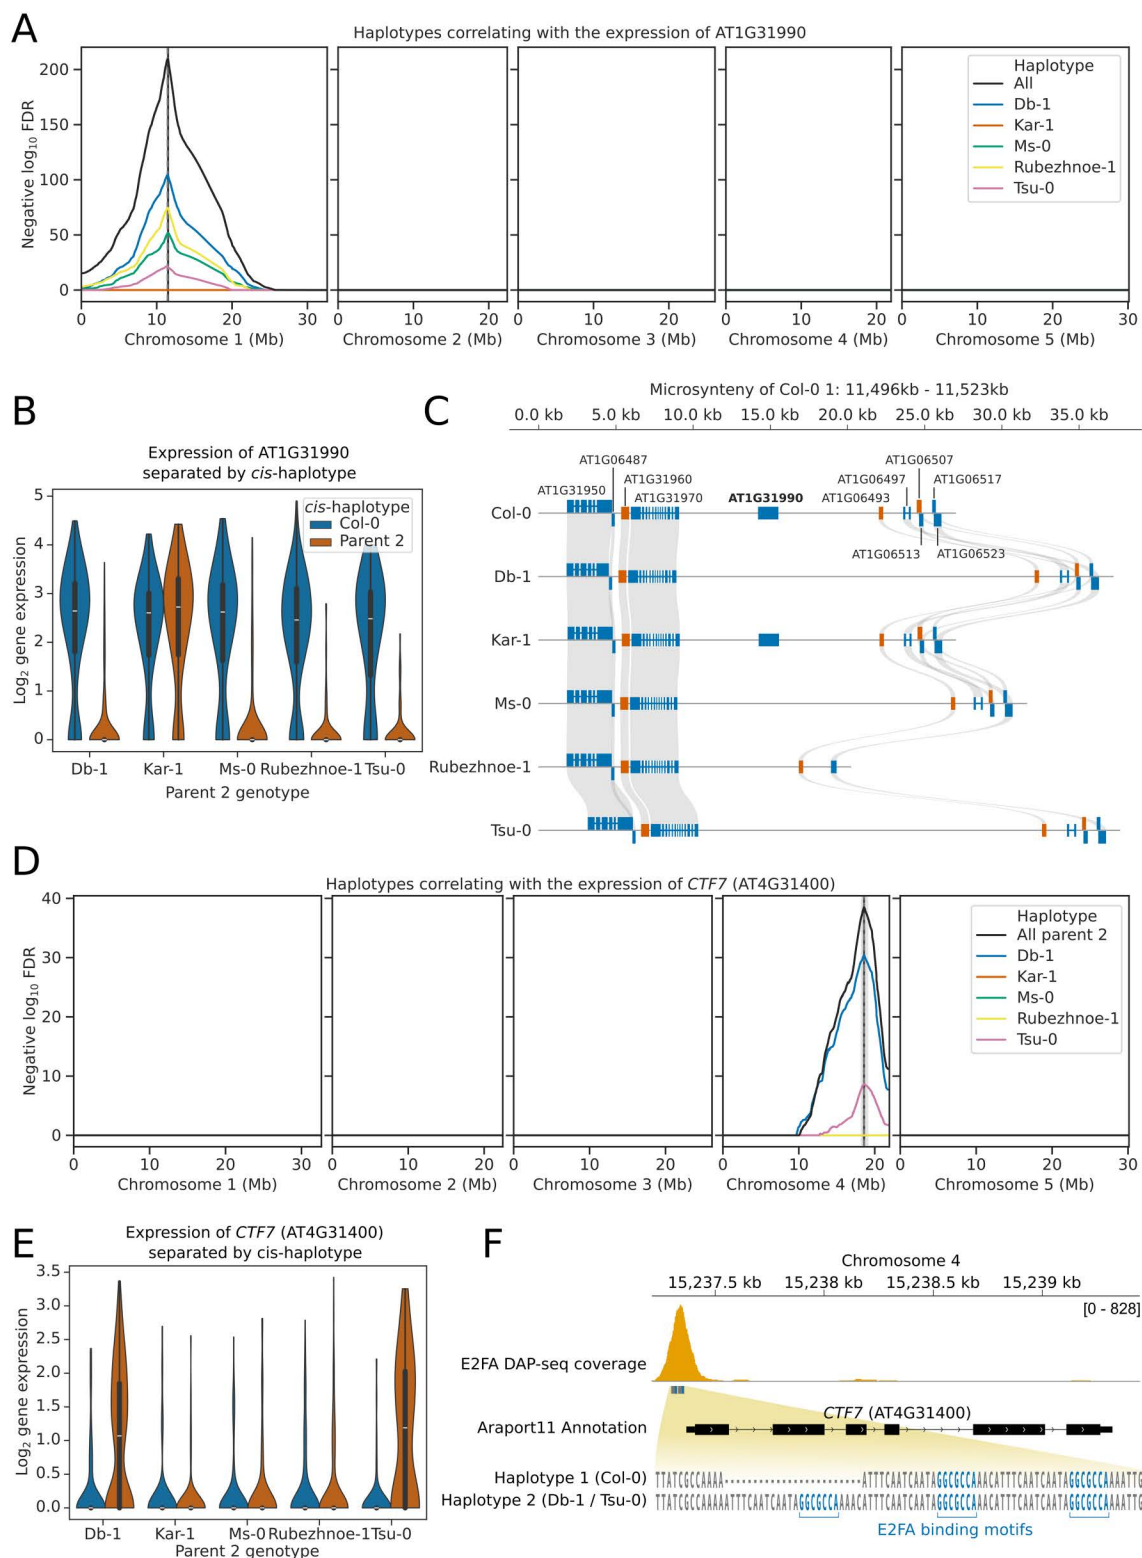 A
Haplotypes correlating with the expression of AT1G31990
Negative log10 FDR
200
150
100
50
0
Haplotype
All
Db-1
Kar-1
Ms-0
Rubezhnoe-1
Tsu-0
0 10 20 30 0 10 20 0 10 20 0 10 20 0 10 20 30
Chromosome 1 (Mb) Chromosome 2 (Mb) Chromosome 3 (Mb) Chromosome 4 (Mb) Chromosome 5 (Mb)
B
Expression of AT1G31990
separated by cis-haplotype
Log2 gene expression
5
4
3
2
1
0
cis-haplotype
Col-0
Parent 2
Db-1 Kar-1 Ms-0 Rubezhnoe-1 Tsu-0
Parent 2 genotype
C
Microsynteny of Col-0 1: 11,496kb - 11,523kb
0.0 kb 5.0 kb 10.0 kb 15.0 kb 20.0 kb 25.0 kb 30.0 kb 35.0 kb
AT1G06487 AT1G06507
AT1G31960 AT1G06497 AT1G06517
AT1G31950 AT1G31970 AT1G31990 AT1G06493
Col-0
AT1G06513 AT1G06523
Db-1
Kar-1
Ms-0
Rubezhnoe-1
Tsu-0
D
Haplotypes correlating with the expression of CTF7 (AT4G31400)
Negative log10 FDR
40
30
20
10
0
Haplotype
All parent 2
Db-1
Kar-1
Ms-0
Rubezhnoe-1
Tsu-0
0 10 20 30 0 10 20 0 10 20 0 10 20 0 10 20 30
Chromosome 1 (Mb) Chromosome 2 (Mb) Chromosome 3 (Mb) Chromosome 4 (Mb) Chromosome 5 (Mb)
E
Expression of CTF7 (AT4G31400)
separated by cis-haplotype
Log2 gene expression
3.5
3.0
2.5
2.0
1.5
1.0
0.5
0.0
Db-1 Kar-1 Ms-0 Rubezhnoe-1 Tsu-0
Parent 2 genotype
F
Chromosome 4
15,237.5 kb 15,238 kb 15,238.5 kb 15,239 kb
[0 - 828]
E2FA DAP-seq coverage
CTF7 (AT4G31400)
Araport11 Annotation
Haplotype 1 (Col-0) TTATCGCCAAAA---------------------ATTTCAATCAATAGGCGCCAAACATTTCAATCAATAGGCGCCAAAATTG
Haplotype 2 (Db-1 / Tsu-0) TTATCGCCAAAAATTTCAATCAATAGGCGCCAAAACATTTCAATCAATAGGCGCCAAACATTTCAATCAATAGGCGCCAAAATTG
E2FA binding motifs